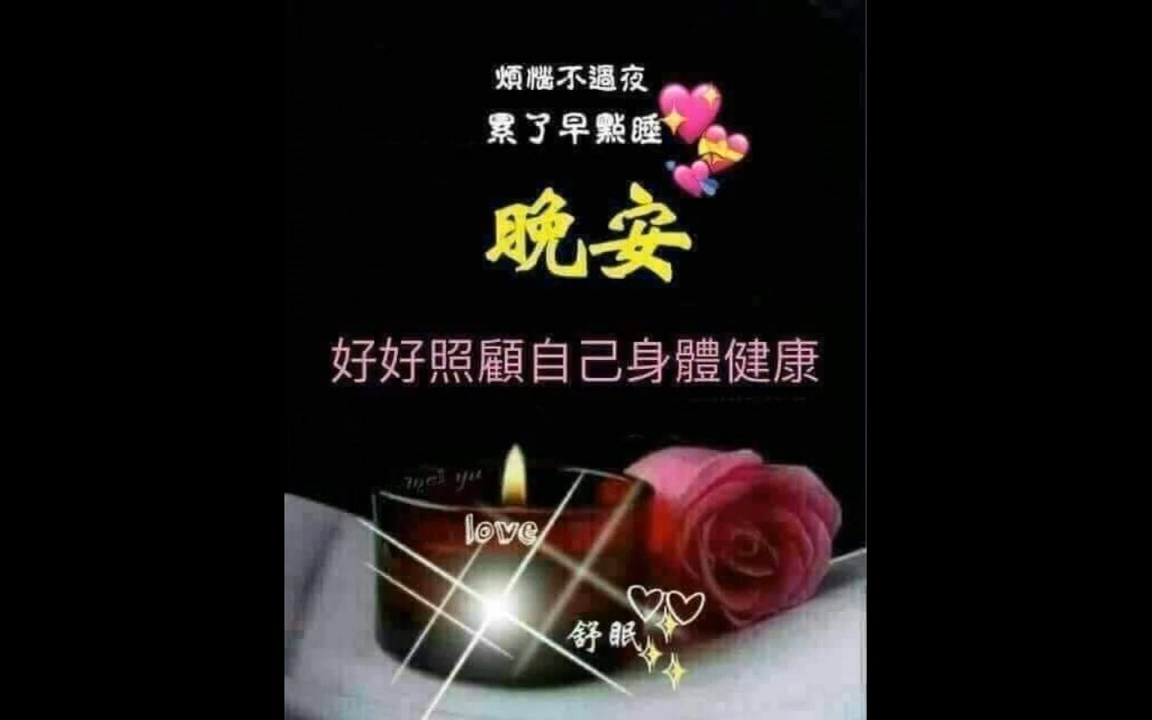 煩惱不過夜
累了早點睡
晚安
好好照顧自己身體健康
love
舒眠